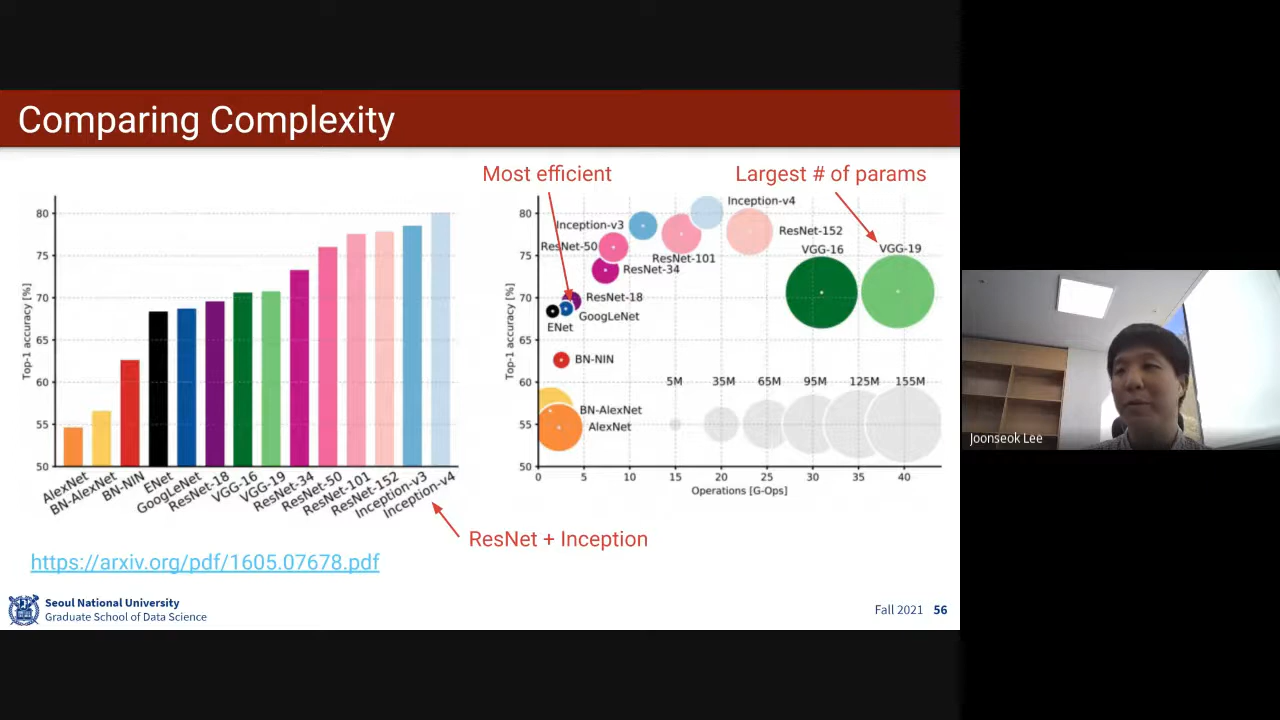 Comparing Complexity
Most efficient
Largest # of params
80
75
70
65
60
55
50
Top-1 accuracy [%]
AlexNet
BN-AlexNet
BN-NIN
ENet
GoogLeNet
ResNet-18
VGG-16
VGG-19
ResNet-34
ResNet-50
ResNet-101
ResNet-152
Inception-v3
Inception-v4
80
75
70
65
60
55
50
Top-1 accuracy [%]
Inception-v4
Inception-v3
ResNet-152
ResNet-50
VGG-16
VGG-19
ResNet-101
ResNet-34
ResNet-18
GoogLeNet
ENet
BN-NIN
5M 35M 65M 95M 125M 155M
BN-AlexNet
AlexNet
0 5 10 15 20 25 30 35 40
Operations [G-Ops]
ResNet + Inception
https://arxiv.org/pdf/1605.07678.pdf
Seoul National University
Graduate School of Data Science
Fall 2021 56
Joonseok Lee